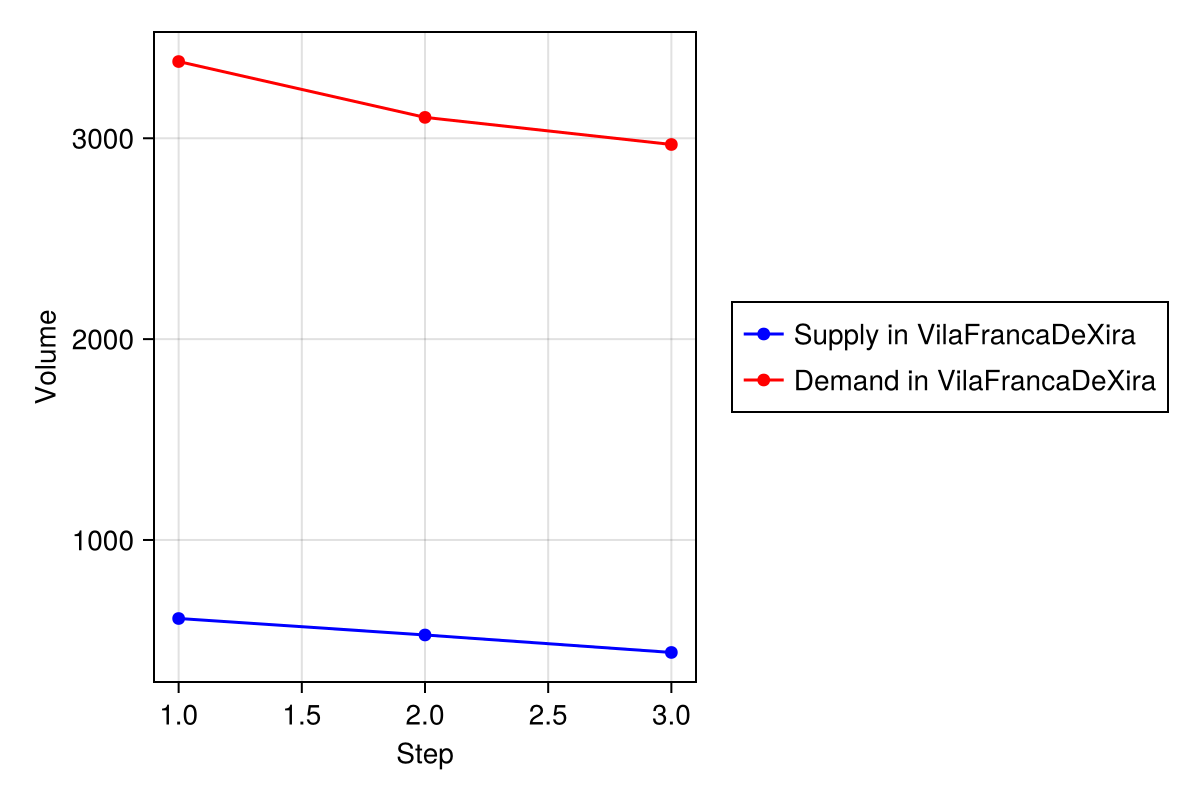 Volume
3000
2000
1000
1.0 1.5 2.0 2.5 3.0
Step
Supply in VilaFrancaDeXira
Demand in VilaFrancaDeXira